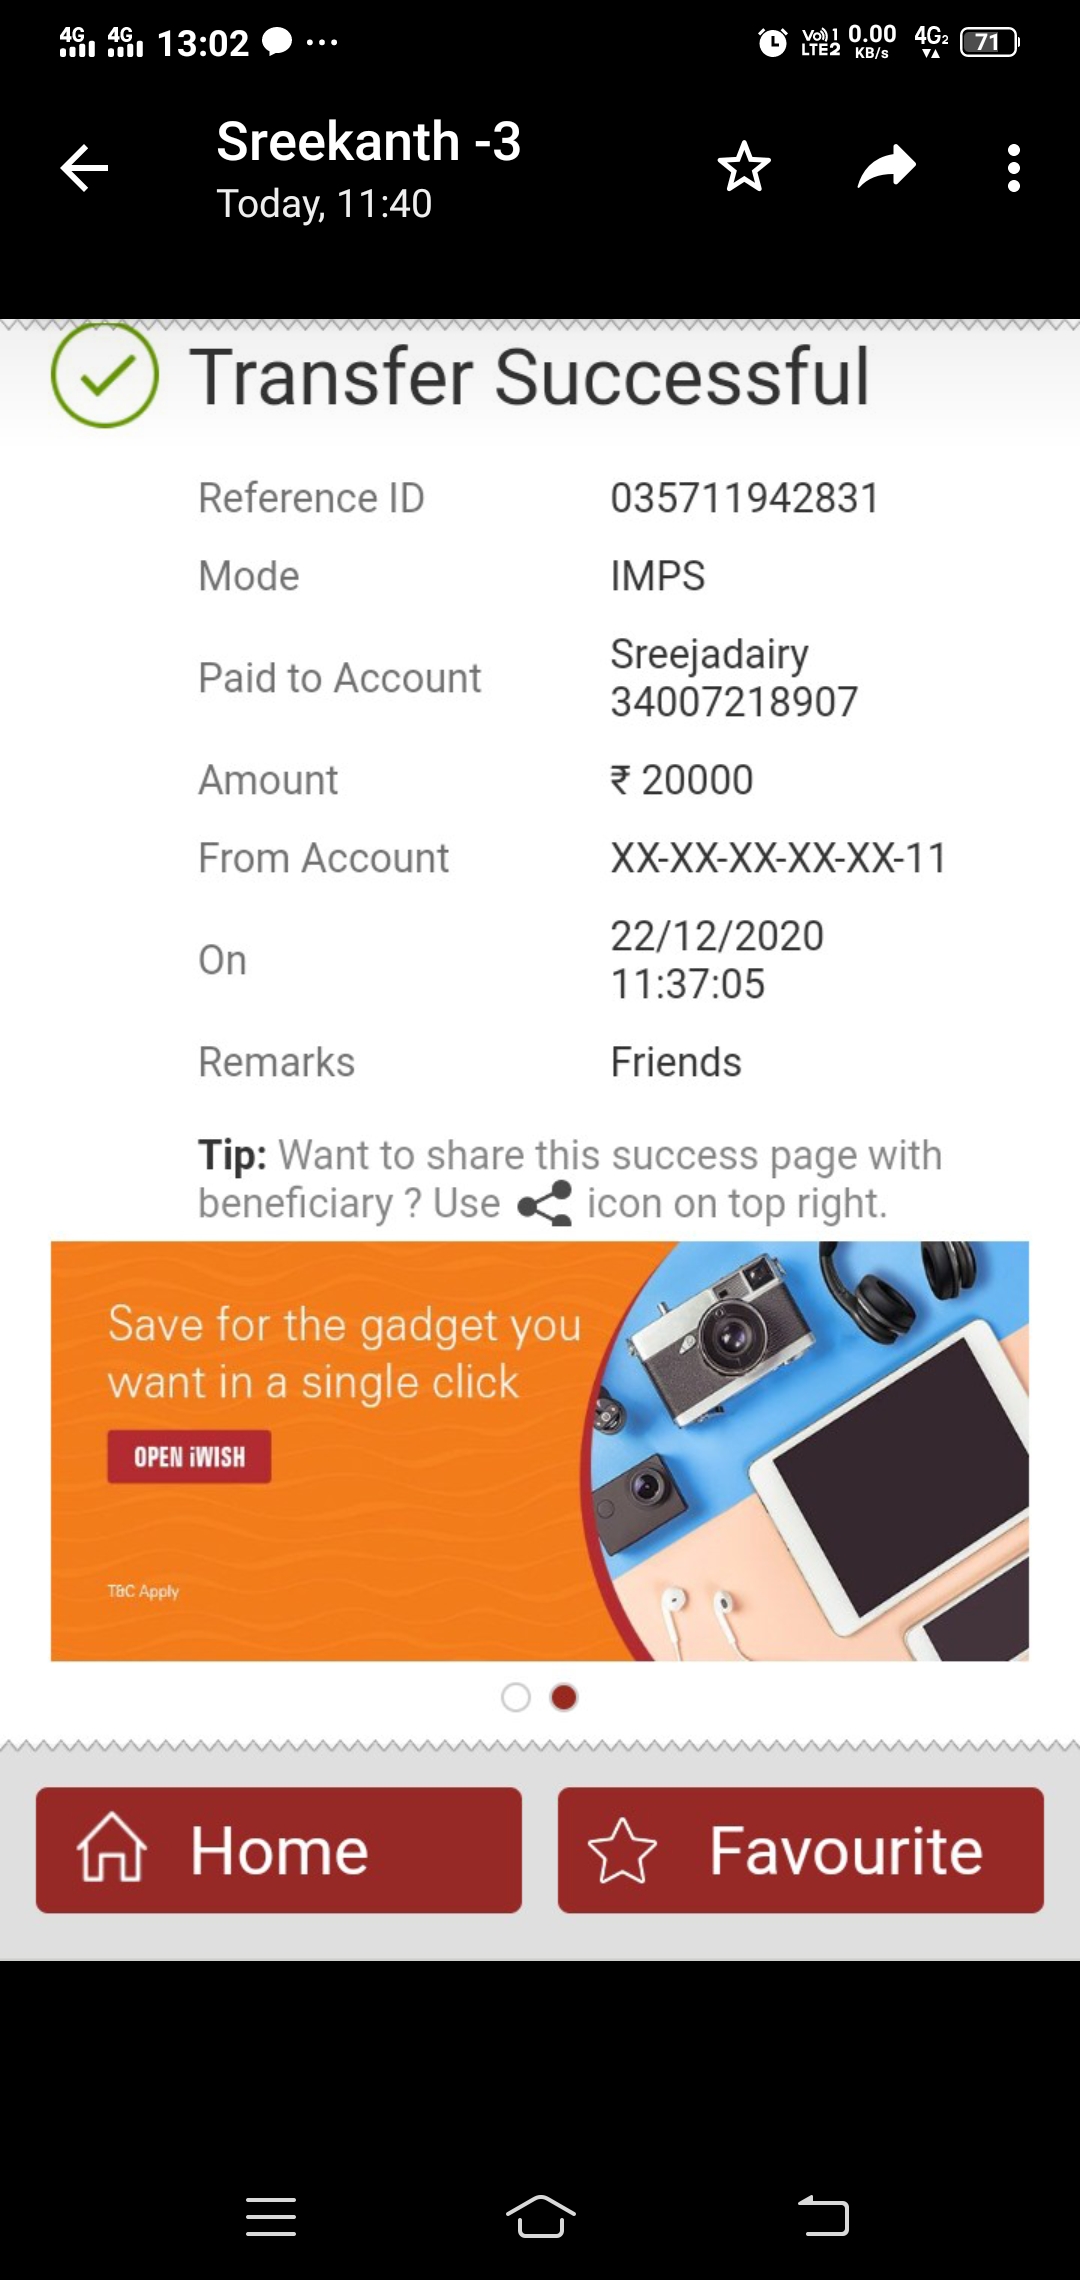 4G 4G 13:02 ... Vo) 1 LTE2 0.00 KB/s 4G2 71
Sreekanth -3
Today, 11:40
Transfer Successful
Reference ID 035711942831
Mode IMPS
Paid to Account Sreejadairy
34007218907
Amount ₹ 20000
From Account XX-XX-XX-XX-XX-11
On 22/12/2020
11:37:05
Remarks Friends
Tip: Want to share this success page with
beneficiary ? Use icon on top right.
Save for the gadget you
want in a single click
OPEN iWISH
T&C Apply
Home Favourite